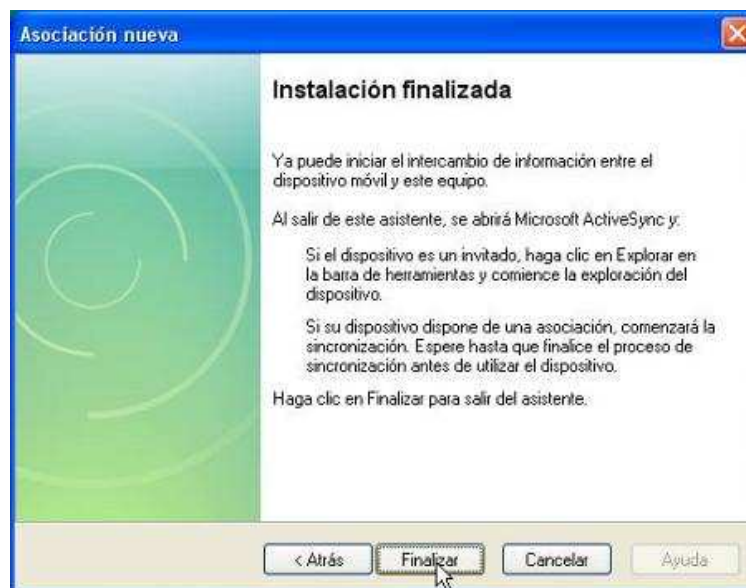 Asociación nueva
Instalación finalizada
Ya puede iniciar el intercambio de información entre el
dispositivo móvil y este equipo.
Al salir de este asistente, se abrirá Microsoft ActiveSync y:
Si el dispositivo es un invitado, haga clic en Explorar en
la barra de herramientas y comience la exploración del
dispositivo.
Si su dispositivo dispone de una asociación, comenzará la
sincronización. Espere hasta que finalice el proceso de
sincronización antes de utilizar el dispositivo.
Haga clic en Finalizar para salir del asistente.
< Atrás Finalizar Cancelar Ayuda